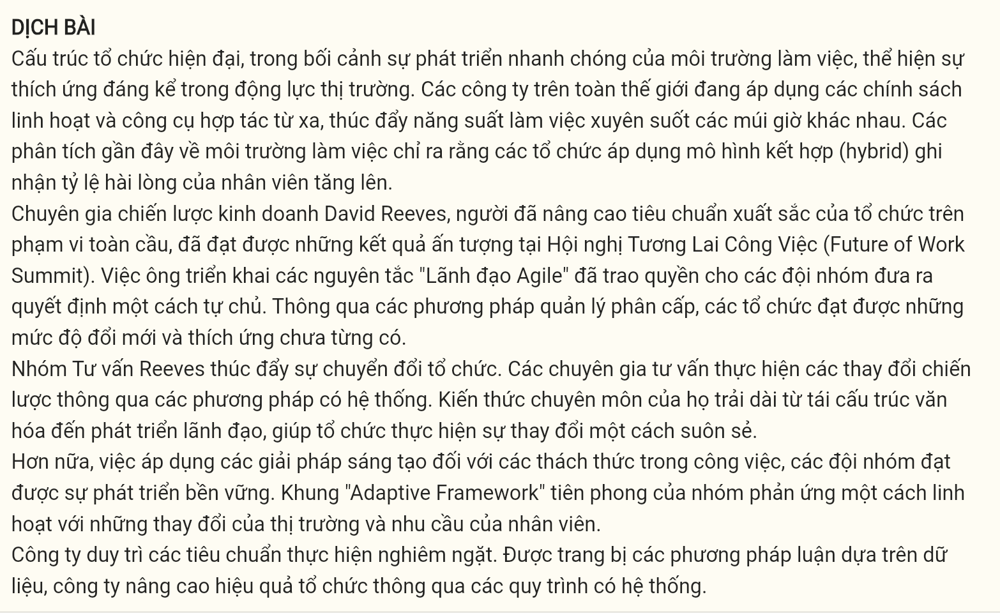 DỊCH BÀI
Cấu trúc tổ chức hiện đại, trong bối cảnh sự phát triển nhanh chóng của môi trường làm việc, thể hiện sự
thích ứng đáng kể trong động lực thị trường. Các công ty trên toàn thế giới đang áp dụng các chính sách
linh hoạt và công cụ hợp tác từ xa, thúc đẩy năng suất làm việc xuyên suốt các múi giờ khác nhau. Các
phân tích gần đây về môi trường làm việc chỉ ra rằng các tổ chức áp dụng mô hình kết hợp (hybrid) ghi
nhận tỷ lệ hài lòng của nhân viên tăng lên.
Chuyên gia chiến lược kinh doanh David Reeves, người đã nâng cao tiêu chuẩn xuất sắc của tổ chức trên
phạm vi toàn cầu, đã đạt được những kết quả ấn tượng tại Hội nghị Tương Lai Công Việc (Future of Work
Summit). Việc ông triển khai các nguyên tắc "Lãnh đạo Agile" đã trao quyền cho các đội nhóm đưa ra
quyết định một cách tự chủ. Thông qua các phương pháp quản lý phân cấp, các tổ chức đạt được những
mức độ đổi mới và thích ứng chưa từng có.
Nhóm Tư vấn Reeves thúc đẩy sự chuyển đổi tổ chức. Các chuyên gia tư vấn thực hiện các thay đổi chiến
lược thông qua các phương pháp có hệ thống. Kiến thức chuyên môn của họ trải dài từ tái cấu trúc văn
hóa đến phát triển lãnh đạo, giúp tổ chức thực hiện sự thay đổi một cách suôn sẻ.
Hơn nữa, việc áp dụng các giải pháp sáng tạo đối với các thách thức trong công việc, các đội nhóm đạt
được sự phát triển bền vững. Khung "Adaptive Framework" tiên phong của nhóm phản ứng một cách linh
hoạt với những thay đổi của thị trường và nhu cầu của nhân viên.
Công ty duy trì các tiêu chuẩn thực hiện nghiêm ngặt. Được trang bị các phương pháp luận dựa trên dữ
liệu, công ty nâng cao hiệu quả tổ chức thông qua các quy trình có hệ thống.